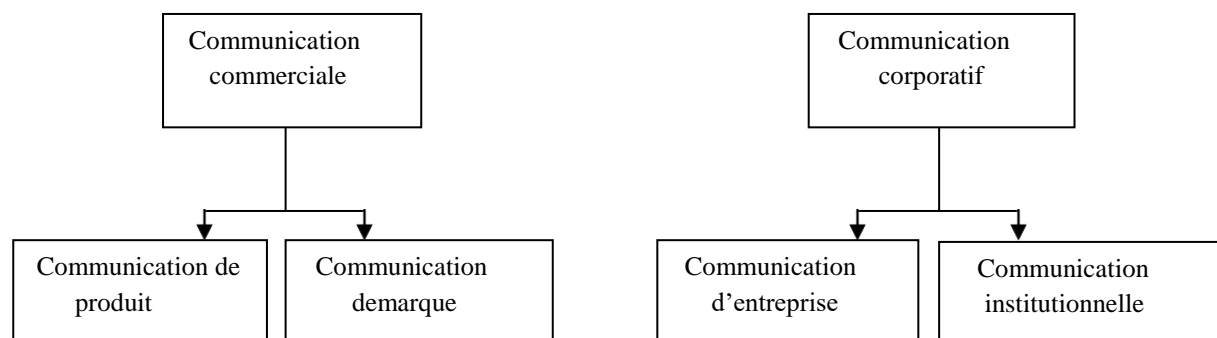 Communication
commerciale
Communication
corporatif
Communication de
produit
Communication
demarque
Communication
d’entreprise
Communication
institutionnelle